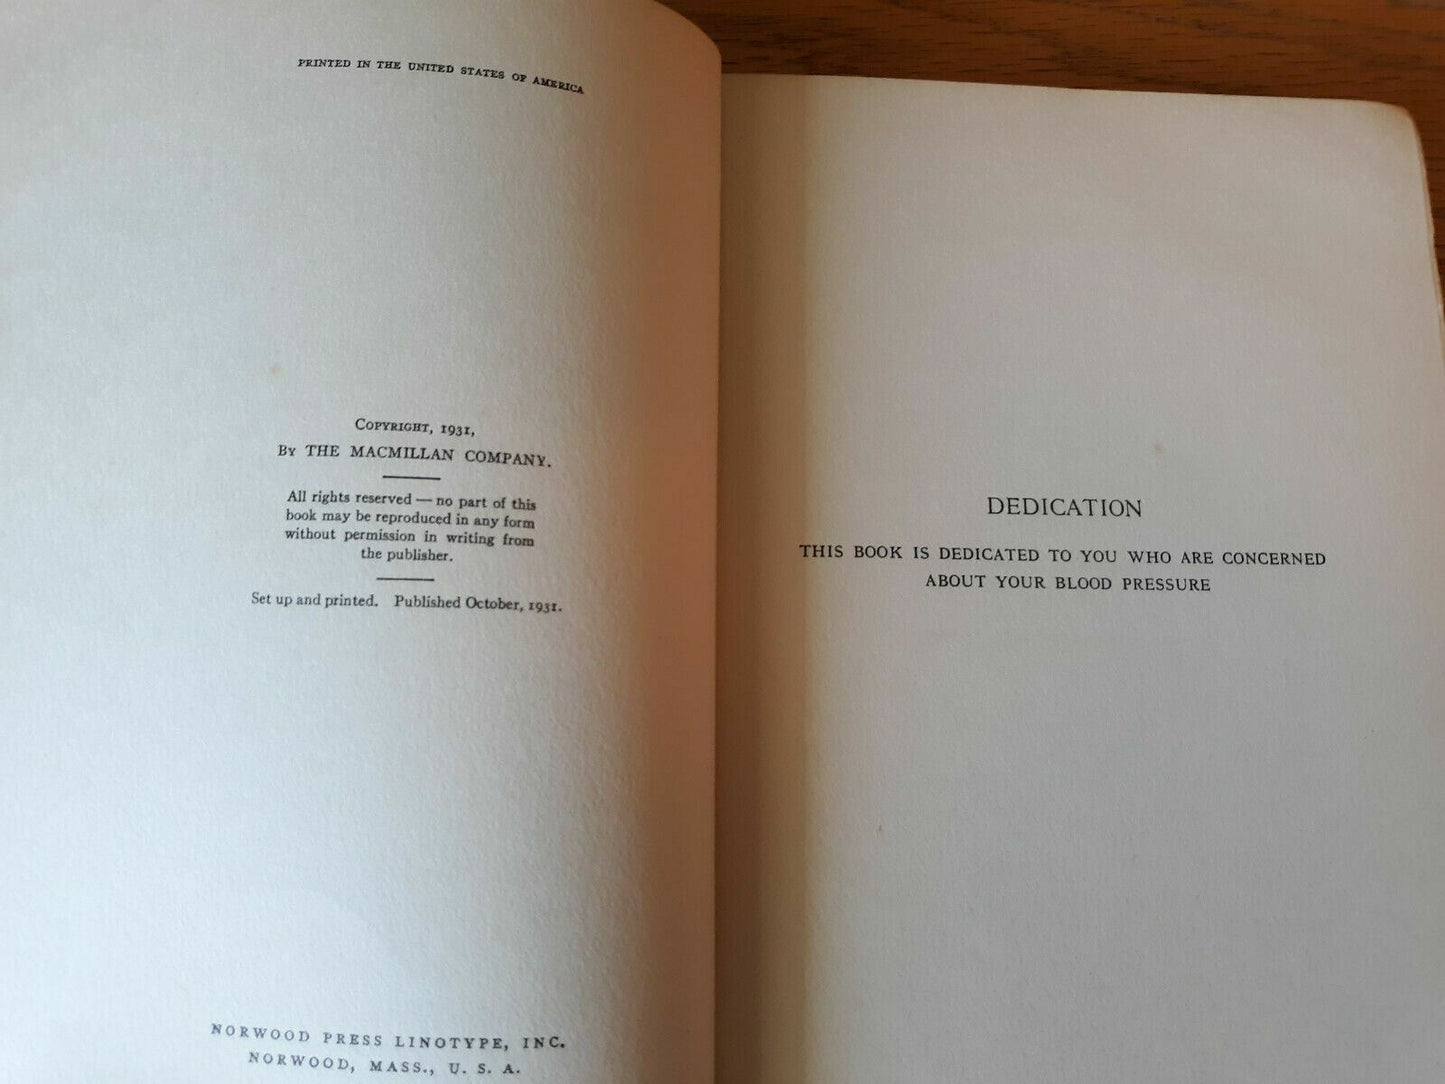 PRINTED IN THE UNITED STATES OF AMERICA
COPYRIGHT, 1931,
BY THE MACMILLAN COMPANY.
All rights reserved — no part of this
book may be reproduced in any form
without permission in writing from
the publisher.
Set up and printed. Published October, 1931.
NORWOOD PRESS LINOTYPE, INC.
NORWOOD, MASS., U. S. A.
DEDICATION
THIS BOOK IS DEDICATED TO YOU WHO ARE CONCERNED
ABOUT YOUR BLOOD PRESSURE